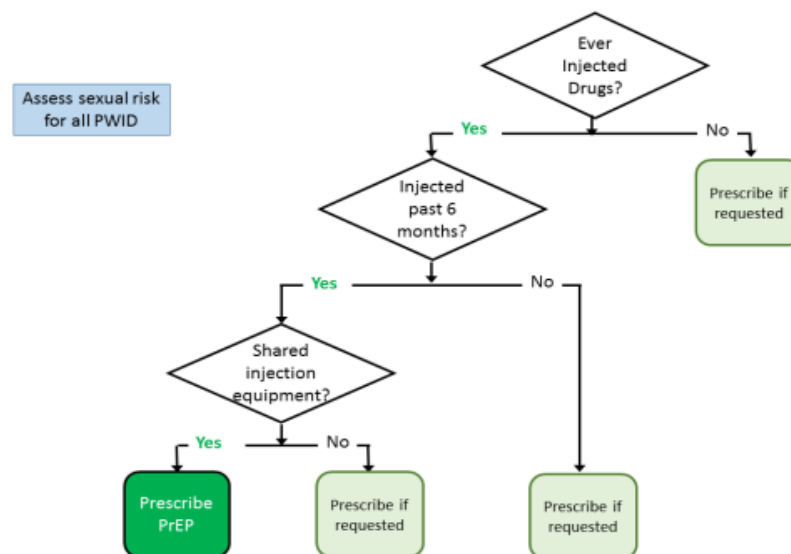 Ever
Injected
Drugs?
Assess sexual risk
for all PWID
Yes
No
Injected
past 6
months?
Prescribe if
requested
Yes
No
Shared
injection
equipment?
Yes
No
Prescribe
PrEP
Prescribe if
requested
Prescribe if
requested